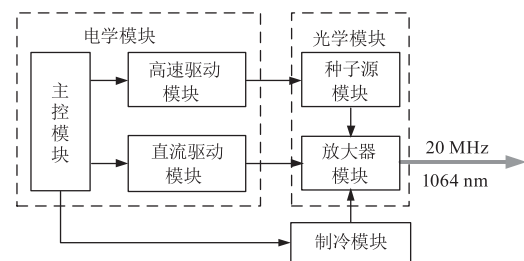 电学模块
光学模块
主
控
模
块
高速驱动
模块
种子源
模块
直流驱动
模块
放大器
模块
20 MHz
1064 nm
制冷模块